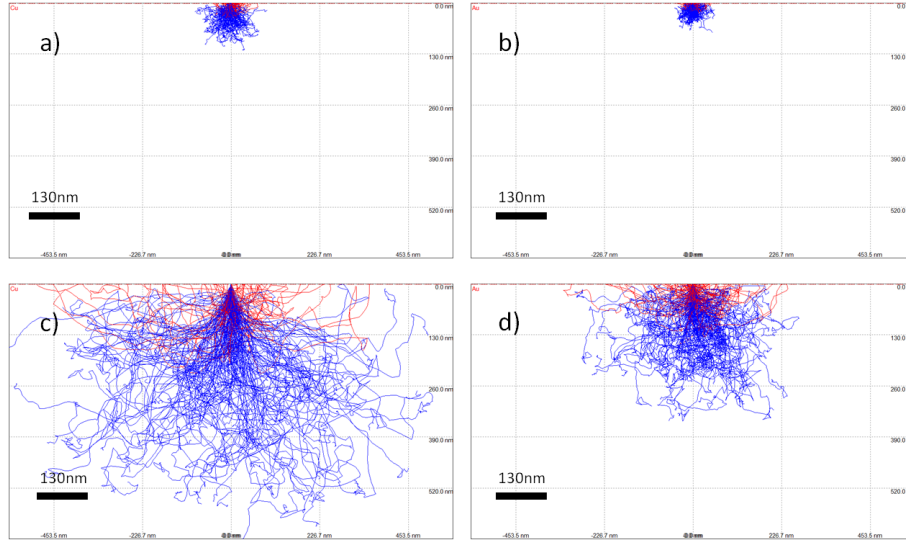 Cu
0.0 nm
a)
130.0 nm
260.0 nm
390.0 nm
130nm
520.0 nm
-453.5 nm
-226.7 nm
226.7 nm
453.5 nm
Au
0.0
b)
130.0 nm
260.0 nm
390.0 nm
130nm
520.0 nm
-453.5 nm
-226.7 nm
226.7 nm
453.5 nm
Cu
0.0 nm
c)
130.0 nm
260.0 nm
390.0 nm
130nm
520.0 nm
-453.5 nm
-226.7 nm
226.7 nm
453.5 nm
Au
0.0 nm
d)
130.0 nm
260.0 nm
390.0 nm
130nm
520.0 nm
-453.5 nm
-226.7 nm
226.7 nm
453.5 nm